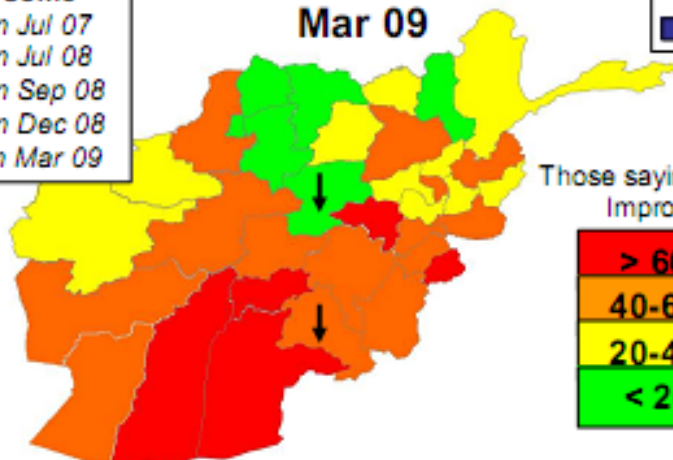 Mar 09
n Jul 07
n Jul 08
n Sep 08
n Dec 08
n Mar 09
Those sayin
Impro
> 6
40-6
20-4
< 2